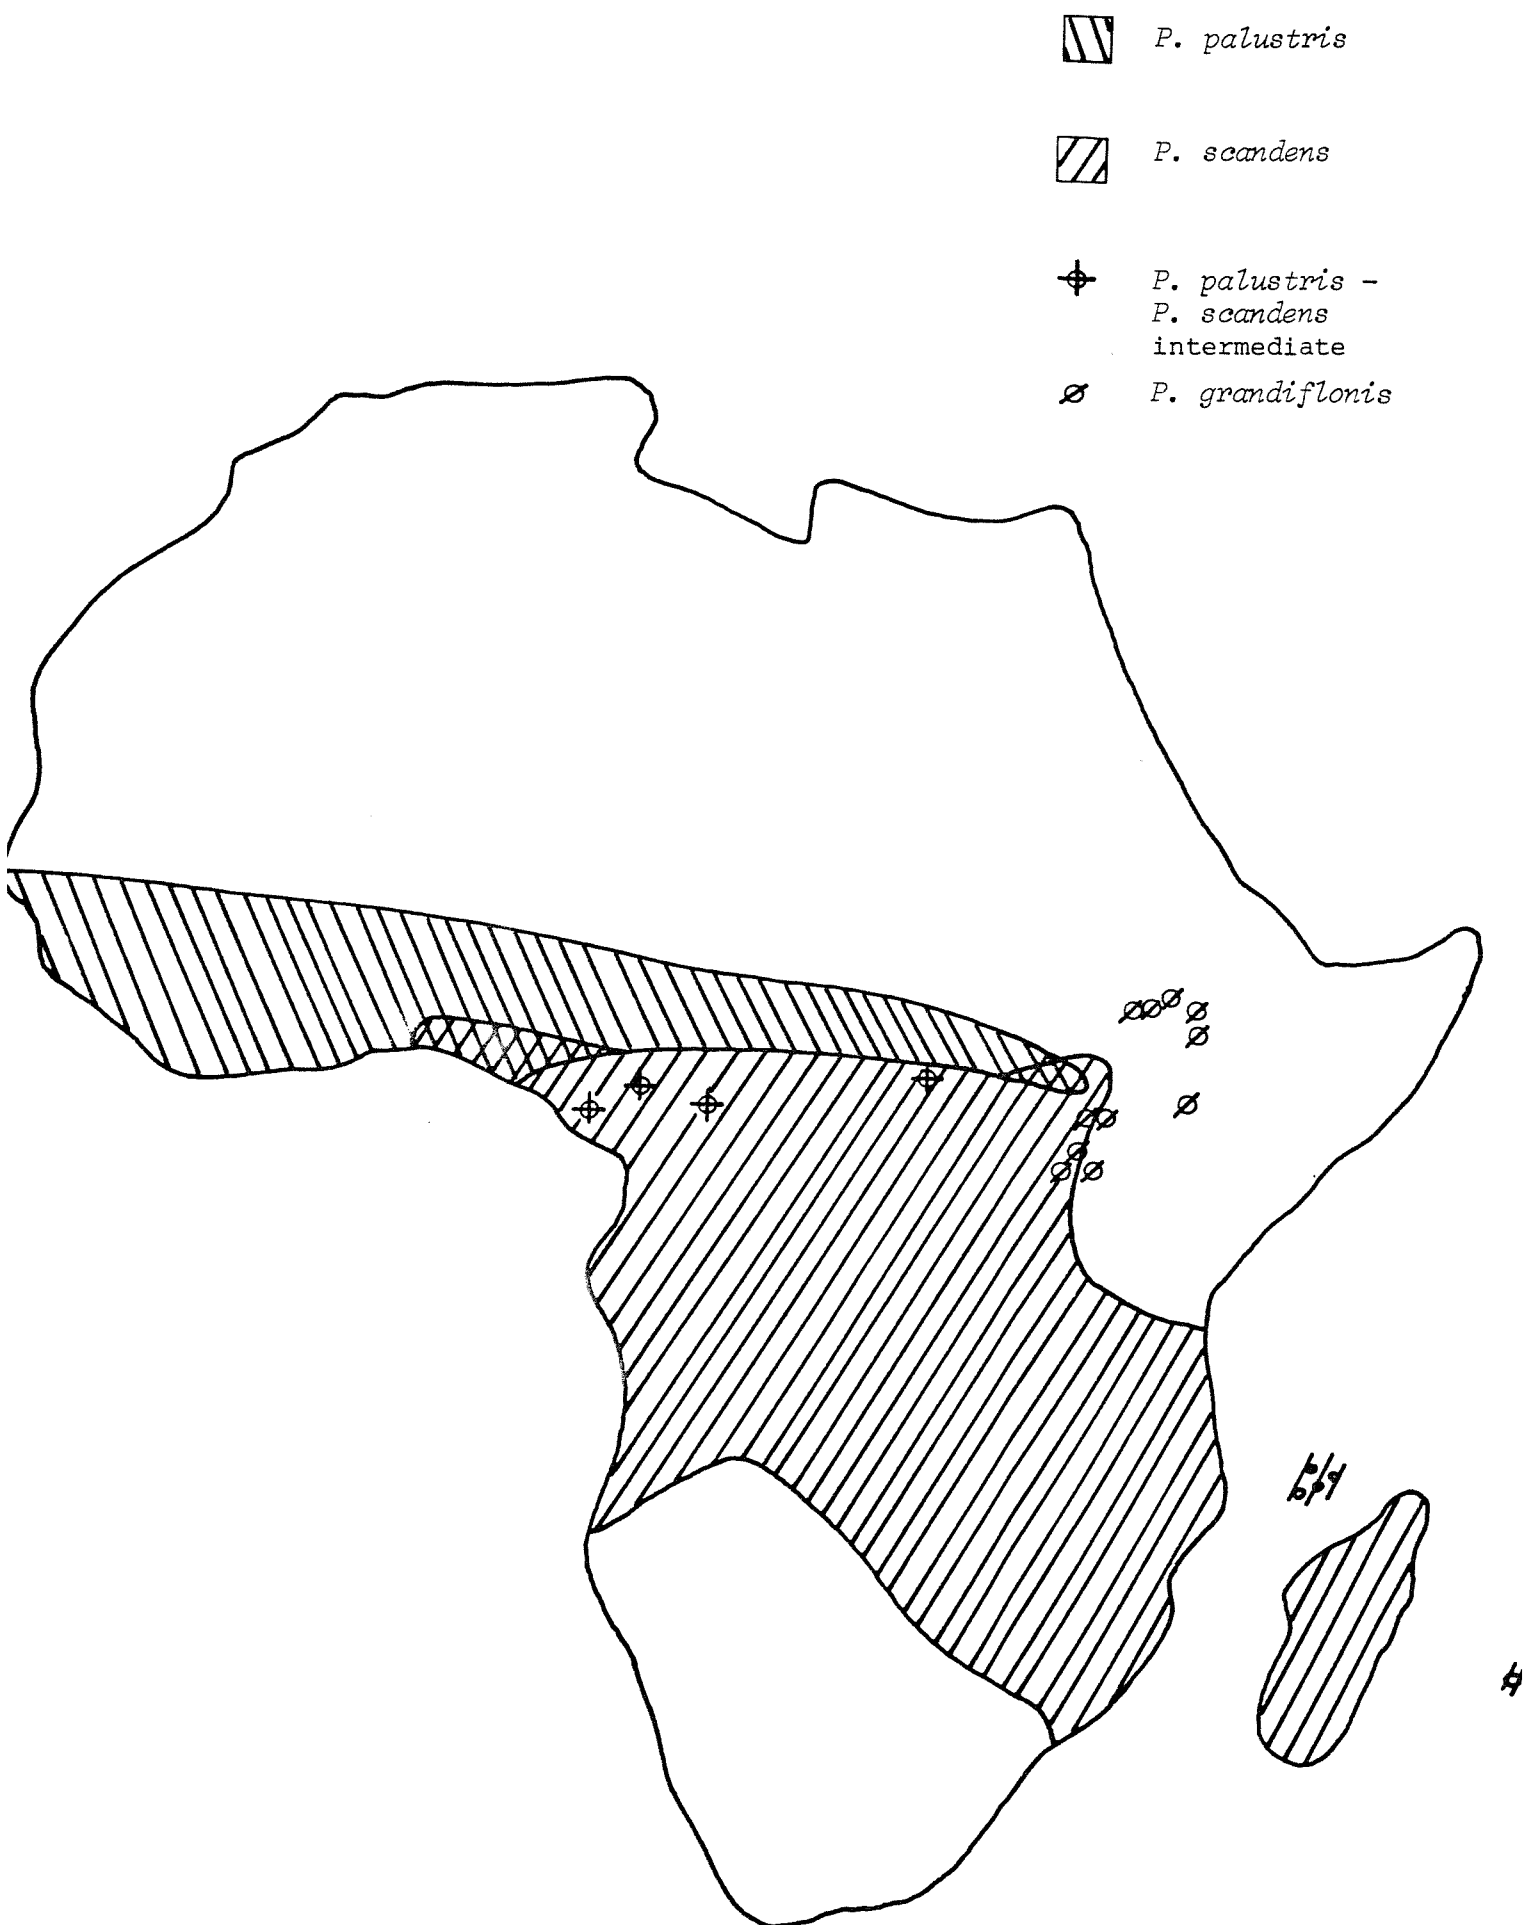 P. palustris
P. scandens
P. palustris -
P. scandens
intermediate
P. grandiflonis